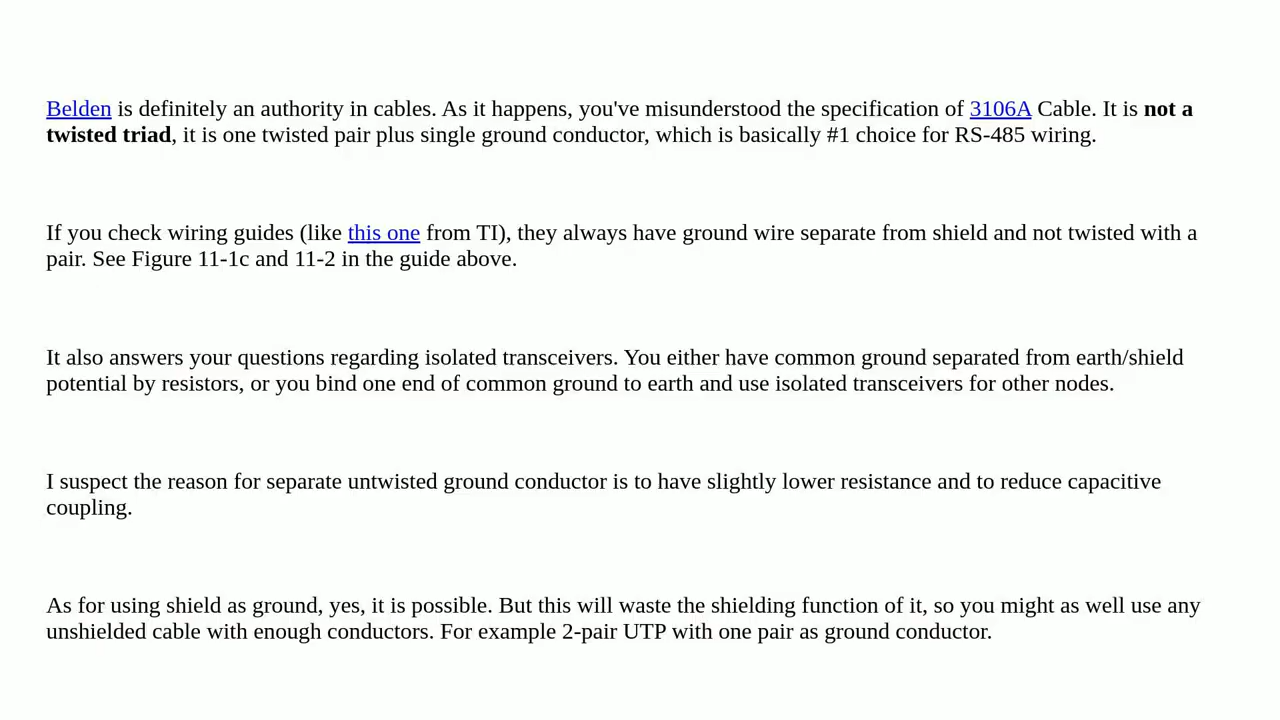 Belden is definitely an authority in cables. As it happens, you've misunderstood the specification of 3106A Cable. It is not a
twisted triad, it is one twisted pair plus single ground conductor, which is basically #1 choice for RS-485 wiring.
If you check wiring guides (like this one from TI), they always have ground wire separate from shield and not twisted with a
pair. See Figure 11-1c and 11-2 in the guide above.
It also answers your questions regarding isolated transceivers. You either have common ground separated from earth/shield
potential by resistors, or you bind one end of common ground to earth and use isolated transceivers for other nodes.
I suspect the reason for separate untwisted ground conductor is to have slightly lower resistance and to reduce capacitive
coupling.
As for using shield as ground, yes, it is possible. But this will waste the shielding function of it, so you might as well use any
unshielded cable with enough conductors. For example 2-pair UTP with one pair as ground conductor.